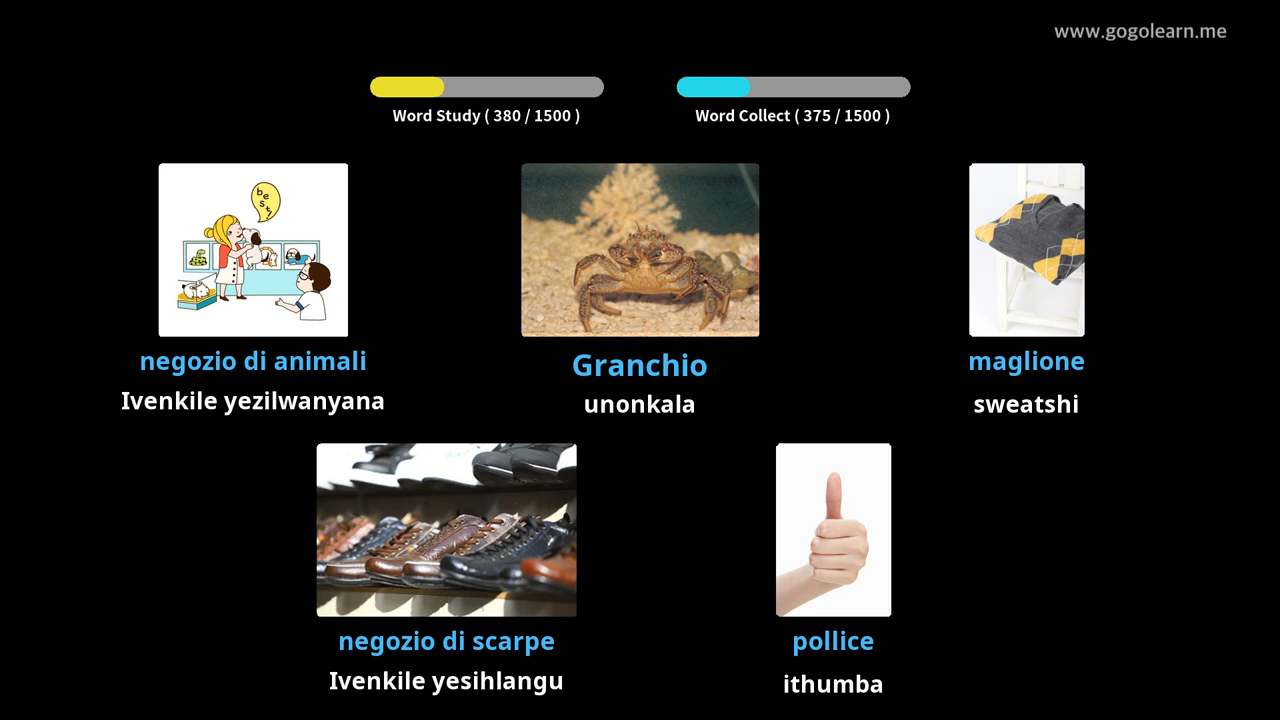 www.gogolearn.me
Word Study ( 380 / 1500 )
Word Collect ( 375 / 1500 )
best,
negozio di animali
Ivenkile yezilwanyana
Granchio
unonkala
maglione
sweatshi
negozio di scarpe
Ivenkile yesihlangu
pollice
ithumba